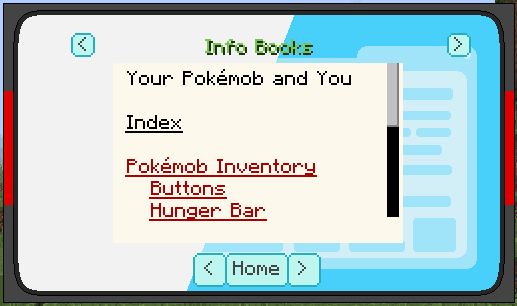 < Info Books >
Your Pokémob and You
Index
Pokémob Inventory
Buttons
Hunger Bar
< Home >